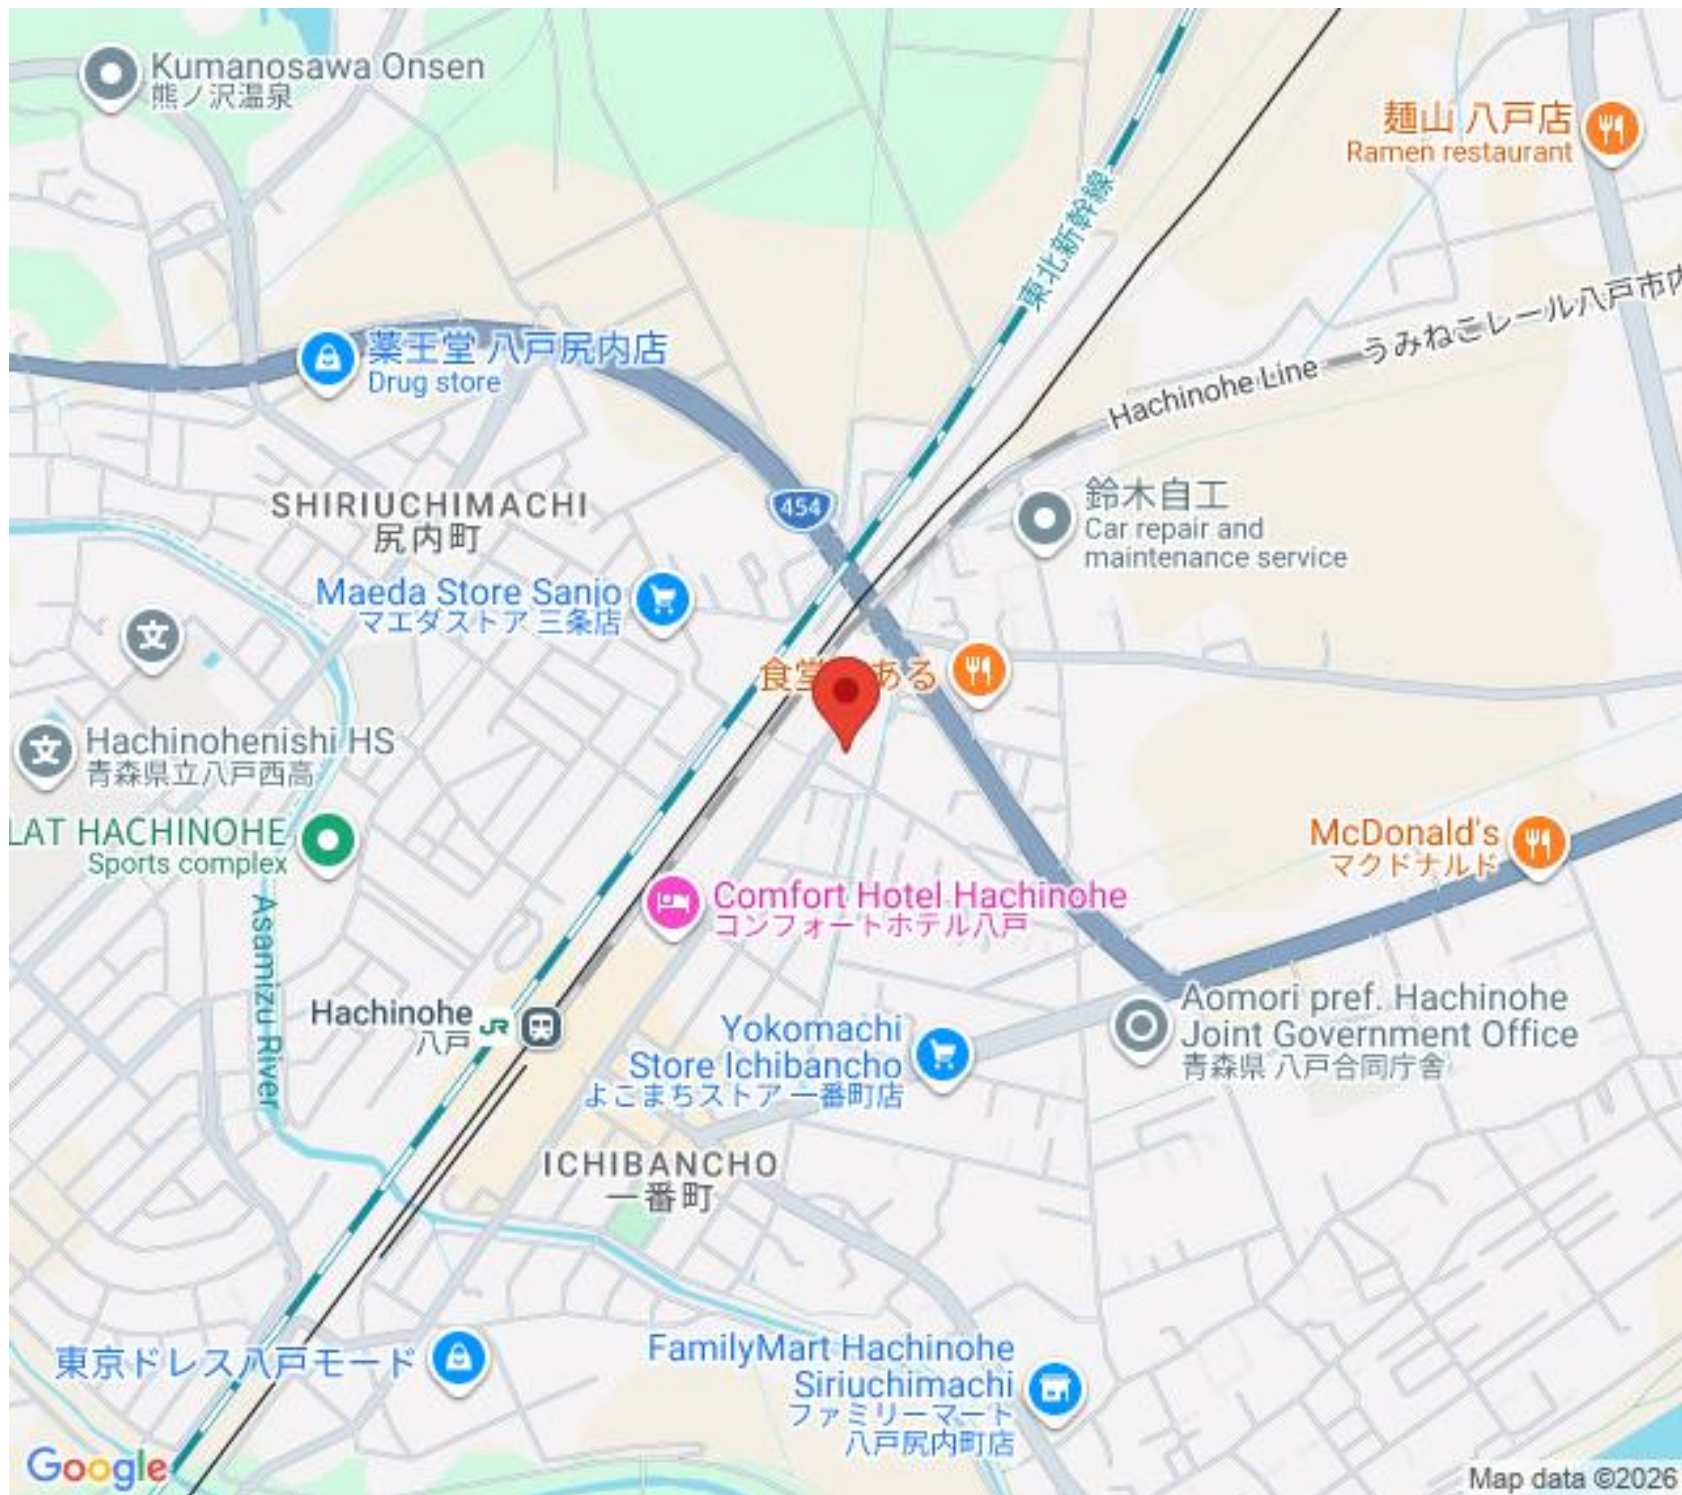 Kumanosawa Onsen
熊ノ沢温泉
麺山 八戸店
Ramen restaurant
東北新幹線
薬王堂 八戸尻内店
Drug store
Hachinohe Line
うみねこレール八戸市内
454
SHIRIUCHIMACHI
尻内町
鈴木自工
Car repair and
maintenance service
Maeda Store Sanjo
マエダストア 三条店
文
食堂
ある
文
Hachinohenishi HS
青森県立八戸西高
LAT HACHINOHE
Sports complex
McDonald's
マクドナルド
Comfort Hotel Hachinohe
コンフォートホテル八戸
Asamizu River
Hachinohe
八戸
JR
Yokomachi
Store Ichibancho
よこまちストア 一番町店
Aomori pref. Hachinohe
Joint Government Office
青森県 八戸合同庁舎
ICHIBANCHO
一番町
東京ドレス八戸モード
FamilyMart Hachinohe
Siriuchimachi
ファミリーマート
八戸尻内町店
Google
Map data ©2026